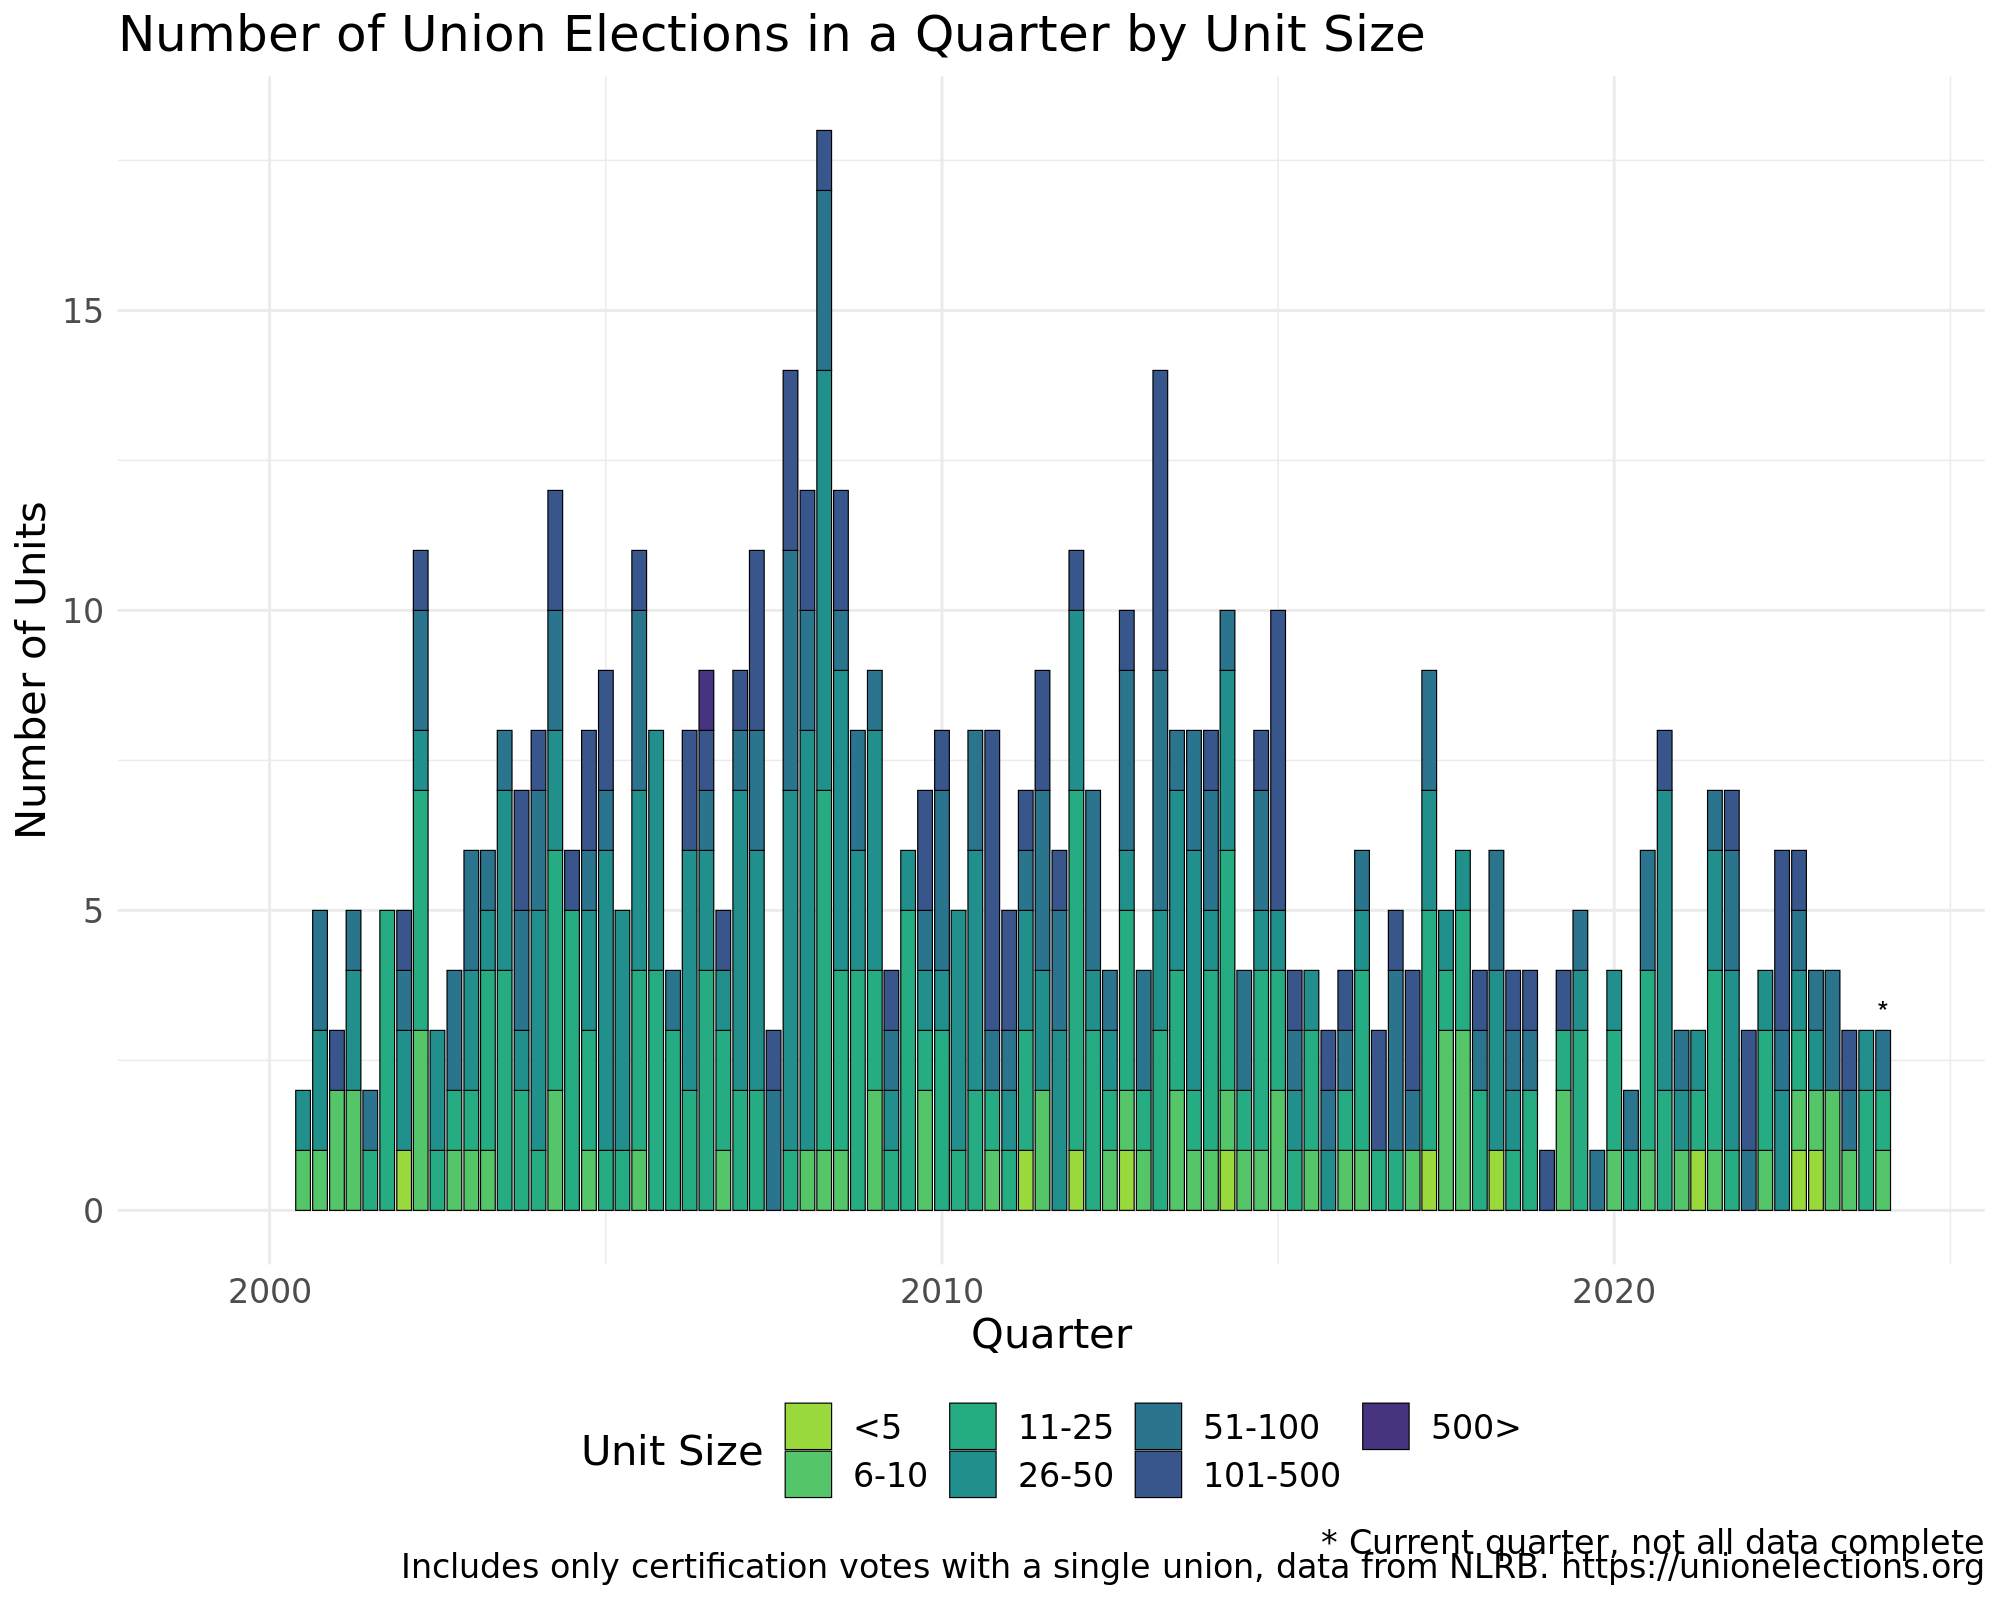 Number of Union Elections in a Quarter by Unit Size
Number of Units
15
10
5
0
*
2000
2010
2020
Quarter
Unit Size
<5
11-25
51-100
500>
6-10
26-50
101-500
* Current quarter, not all data complete
Includes only certification votes with a single union, data from NLRB. https://unionelections.org